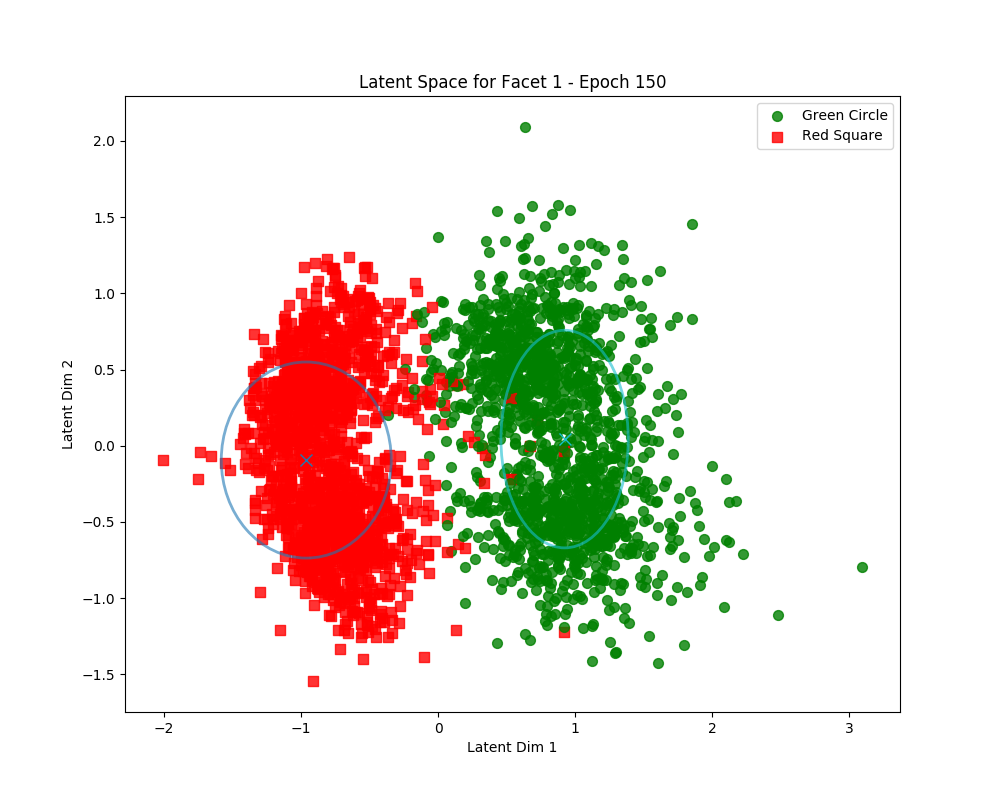 Latent Space for Facet 1 - Epoch 150
Green Circle
Red Square
2.0
1.5
1.0
0.5
0.0
−0.5
−1.0
−1.5
Latent Dim 2
−2
−1
0
1
2
3
Latent Dim 1